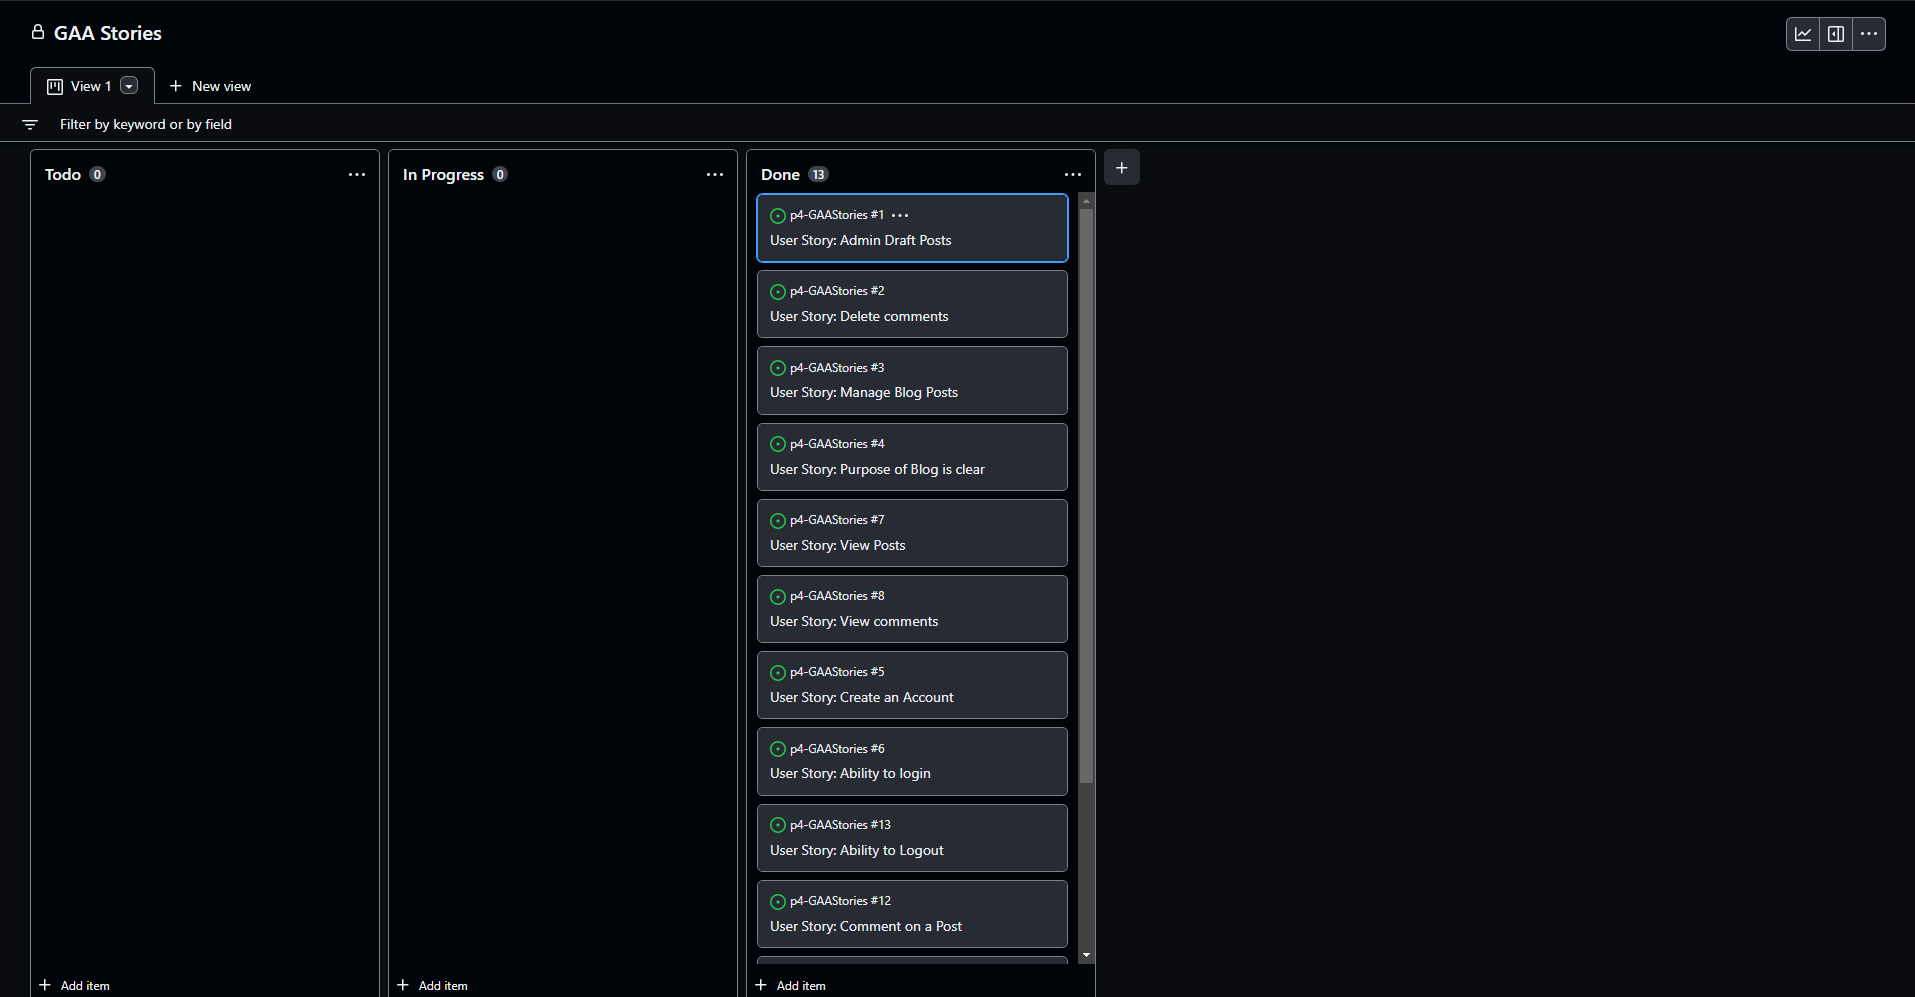 GAA Stories
View 1
New view
Filter by keyword or by field
Todo 0
In Progress 0
Done 13
p4-GAAStories #1
User Story: Admin Draft Posts
p4-GAAStories #2
User Story: Delete comments
p4-GAAStories #3
User Story: Manage Blog Posts
p4-GAAStories #4
User Story: Purpose of Blog is clear
p4-GAAStories #7
User Story: View Posts
p4-GAAStories #8
User Story: View comments
p4-GAAStories #5
User Story: Create an Account
p4-GAAStories #6
User Story: Ability to login
p4-GAAStories #13
User Story: Ability to Logout
p4-GAAStories #12
User Story: Comment on a Post
Add item
Add item
Add item